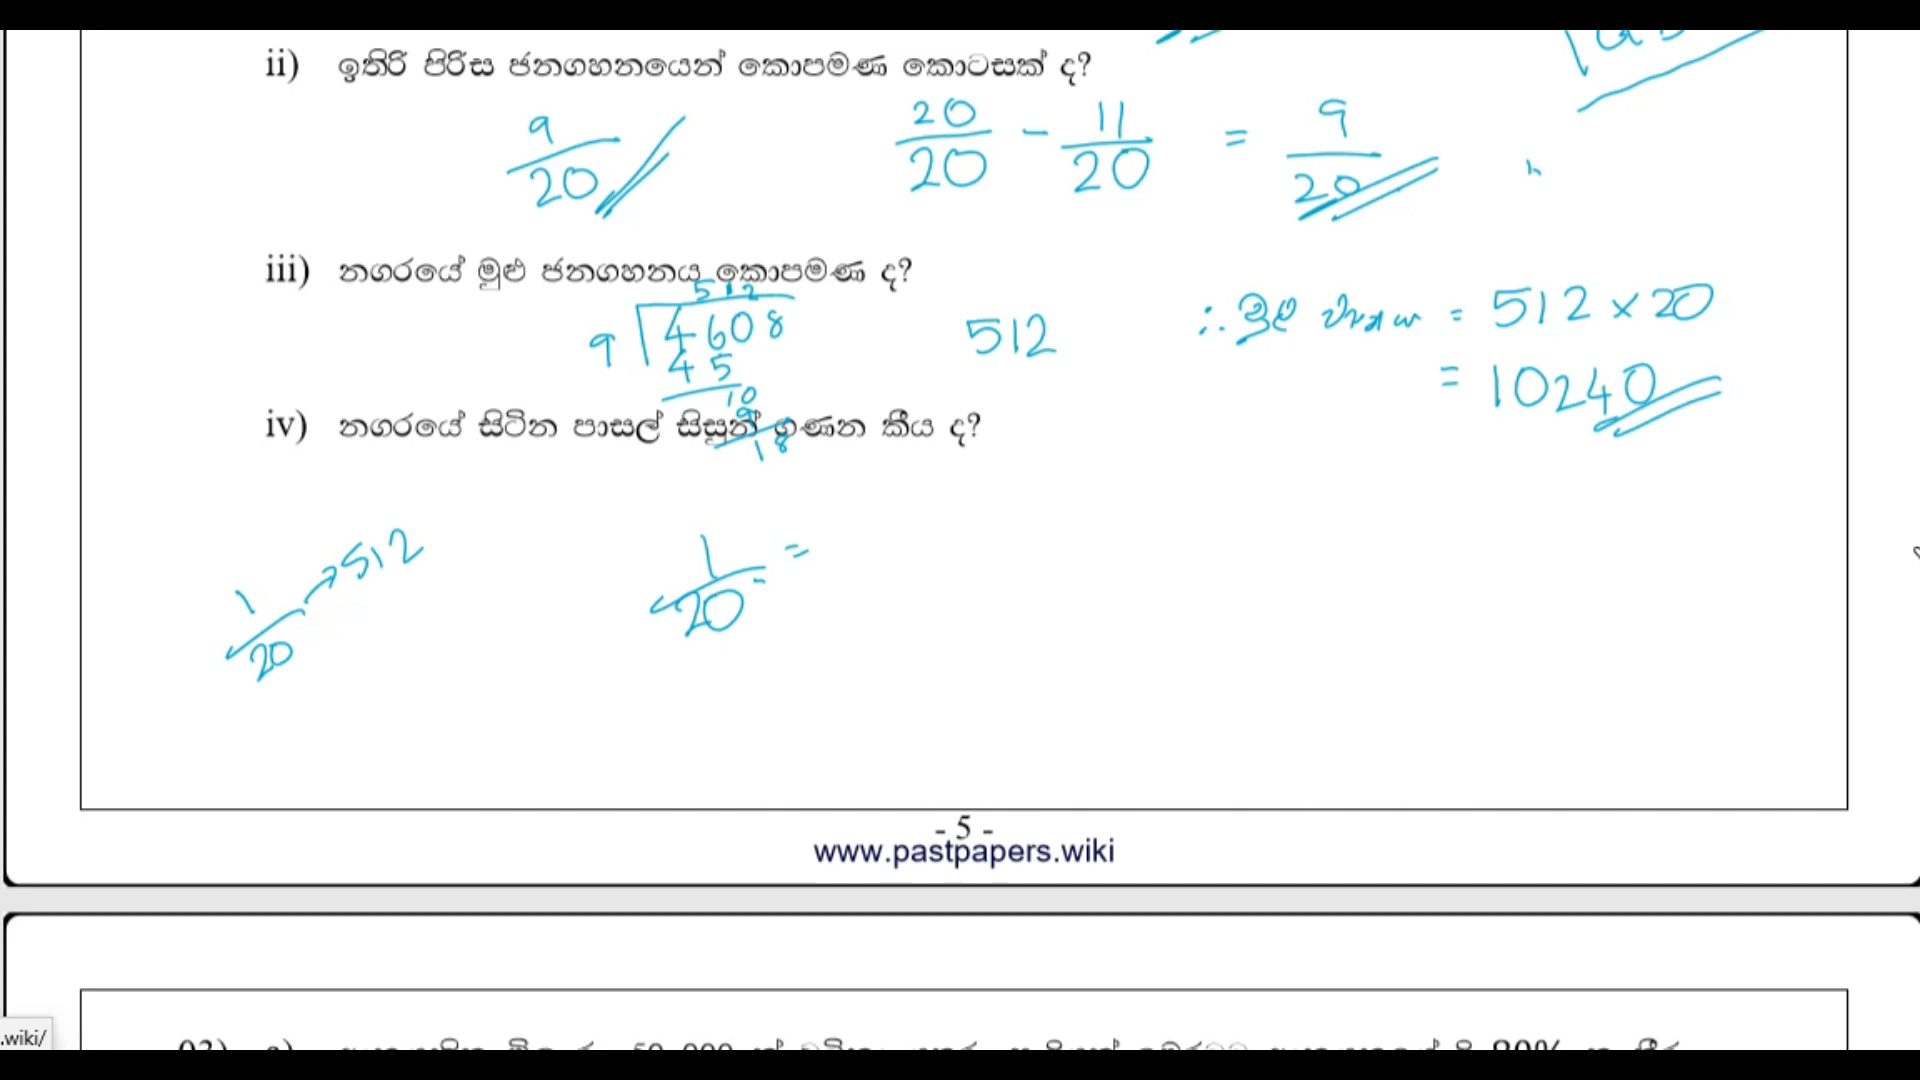 ii) ඉතිරි පිරිස ජනගහනයෙන් කොපමණ කොටසක් ද?
9/20
20/20 - 11/20 = 9/20
iii) නගරයේ මුළු ජනගහනය කොපමණ ද?
512
9 4608
45
10
9
18
512
∴ මුළු = 512 × 20
= 10240
iv) නගරයේ සිටින පාසල් සිසුන් ගණන කීය ද?
1/20 → 512
1/20 =
- 5 -
www.pastpapers.wiki
.wiki/